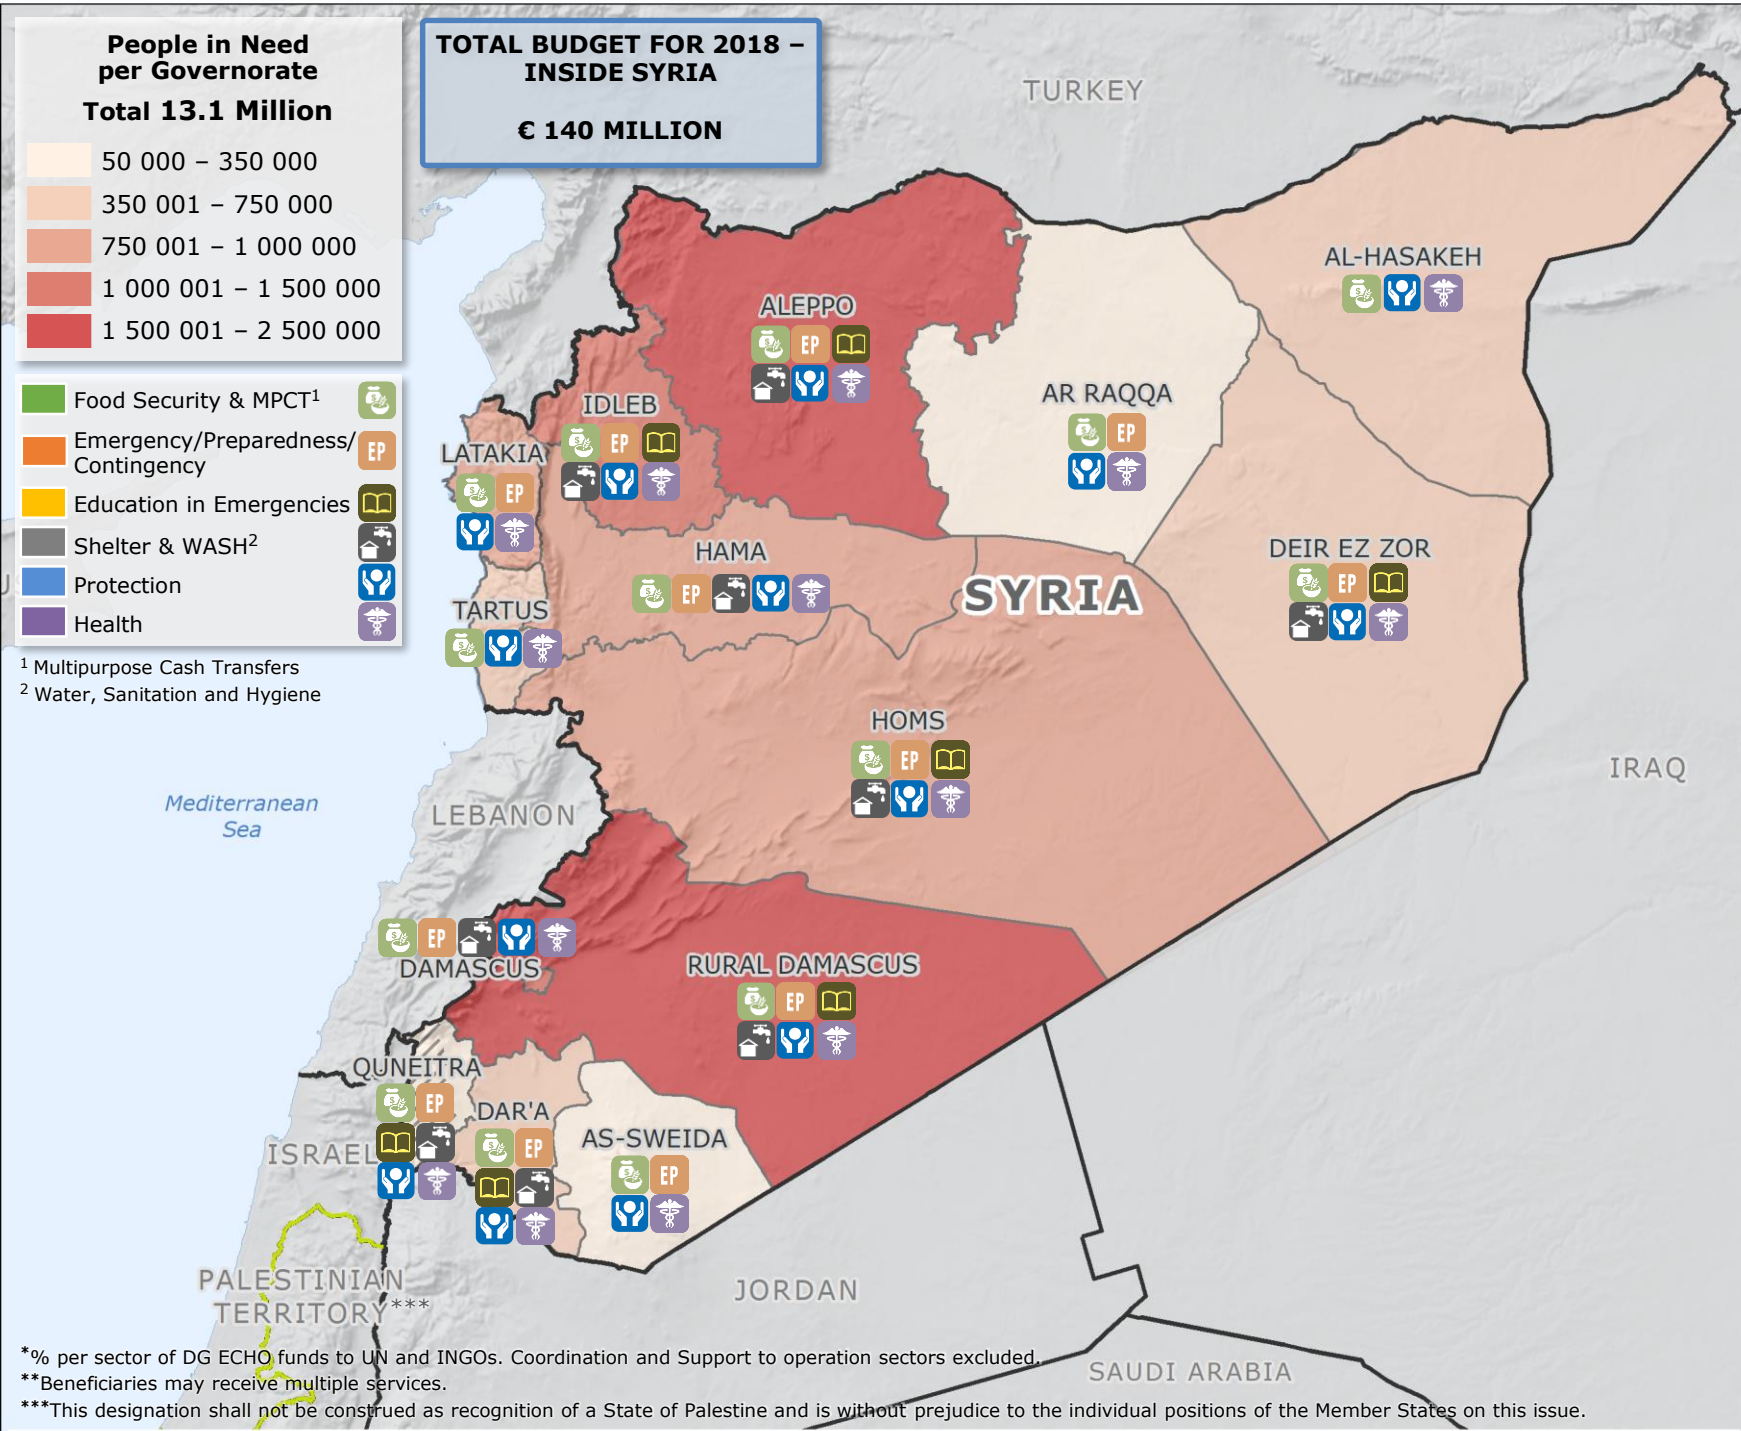 People in Need
per Governorate
Total 13.1 Million
50 000 – 350 000
350 001 – 750 000
750 001 – 1 000 000
1 000 001 – 1 500 000
1 500 001 – 2 500 000
TOTAL BUDGET FOR 2018 –
INSIDE SYRIA
€ 140 MILLION
Food Security & MPCT¹
Emergency/Preparedness/
Contingency
EP
Education in Emergencies
Shelter & WASH²
Protection
Health
¹ Multipurpose Cash Transfers
² Water, Sanitation and Hygiene
TURKEY
AL-HASAKEH
ALEPPO
EP
AR RAQQA
EP
IDLEB
EP
LATAKIA
EP
HAMA
EP
SYRIA
DEIR EZ ZOR
EP
TARTUS
HOMS
EP
IRAQ
Mediterranean
Sea
LEBANON
EP
DAMASCUS
RURAL DAMASCUS
EP
QUNEITRA
EP
DAR'A
EP
AS-SWEIDA
EP
ISRAEL
PALESTINIAN
TERRITORY***
JORDAN
SAUDI ARABIA
*% per sector of DG ECHO funds to UN and INGOs. Coordination and Support to operation sectors excluded.
**Beneficiaries may receive multiple services.
***This designation shall not be construed as recognition of a State of Palestine and is without prejudice to the individual positions of the Member States on this issue.